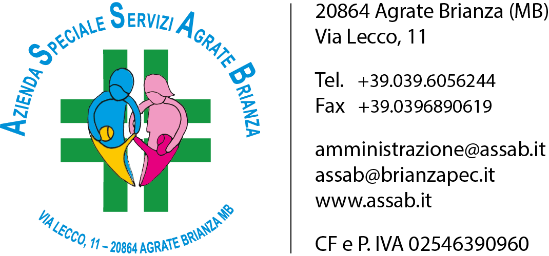 AZIENDA SPECIALE SERVIZI AGRATE BRIANZA
VIA LECCO, 11 – 20864 AGRATE BRIANZA MB
20864 Agrate Brianza (MB)
Via Lecco, 11
Tel. +39.039.6056244
Fax +39.0396890619
amministrazione@assab.it
assab@brianzapec.it
www.assab.it
CF e P. IVA 02546390960